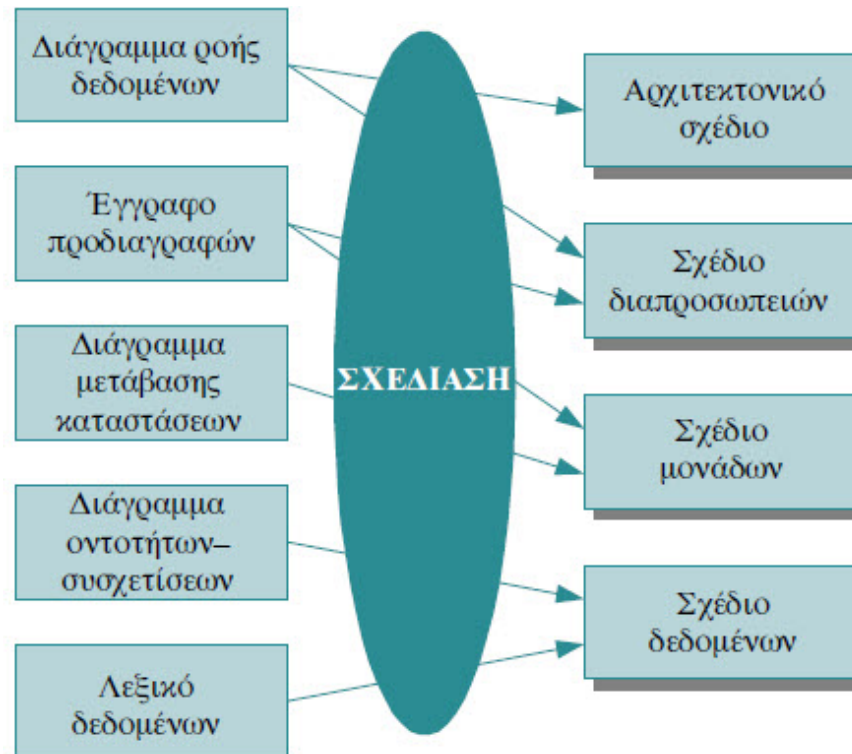 Διάγραμμα ροής
δεδομένων
Έγγραφο
προδιαγραφών
Διάγραμμα
μετάβασης
καταστάσεων
Διάγραμμα
οντοτήτων–
συσχετίσεων
Λεξικό
δεδομένων
ΣΧΕΔΙΑΣΗ
Αρχιτεκτονικό
σχέδιο
Σχέδιο
διαπροσωπειών
Σχέδιο
μονάδων
Σχέδιο
δεδομένων